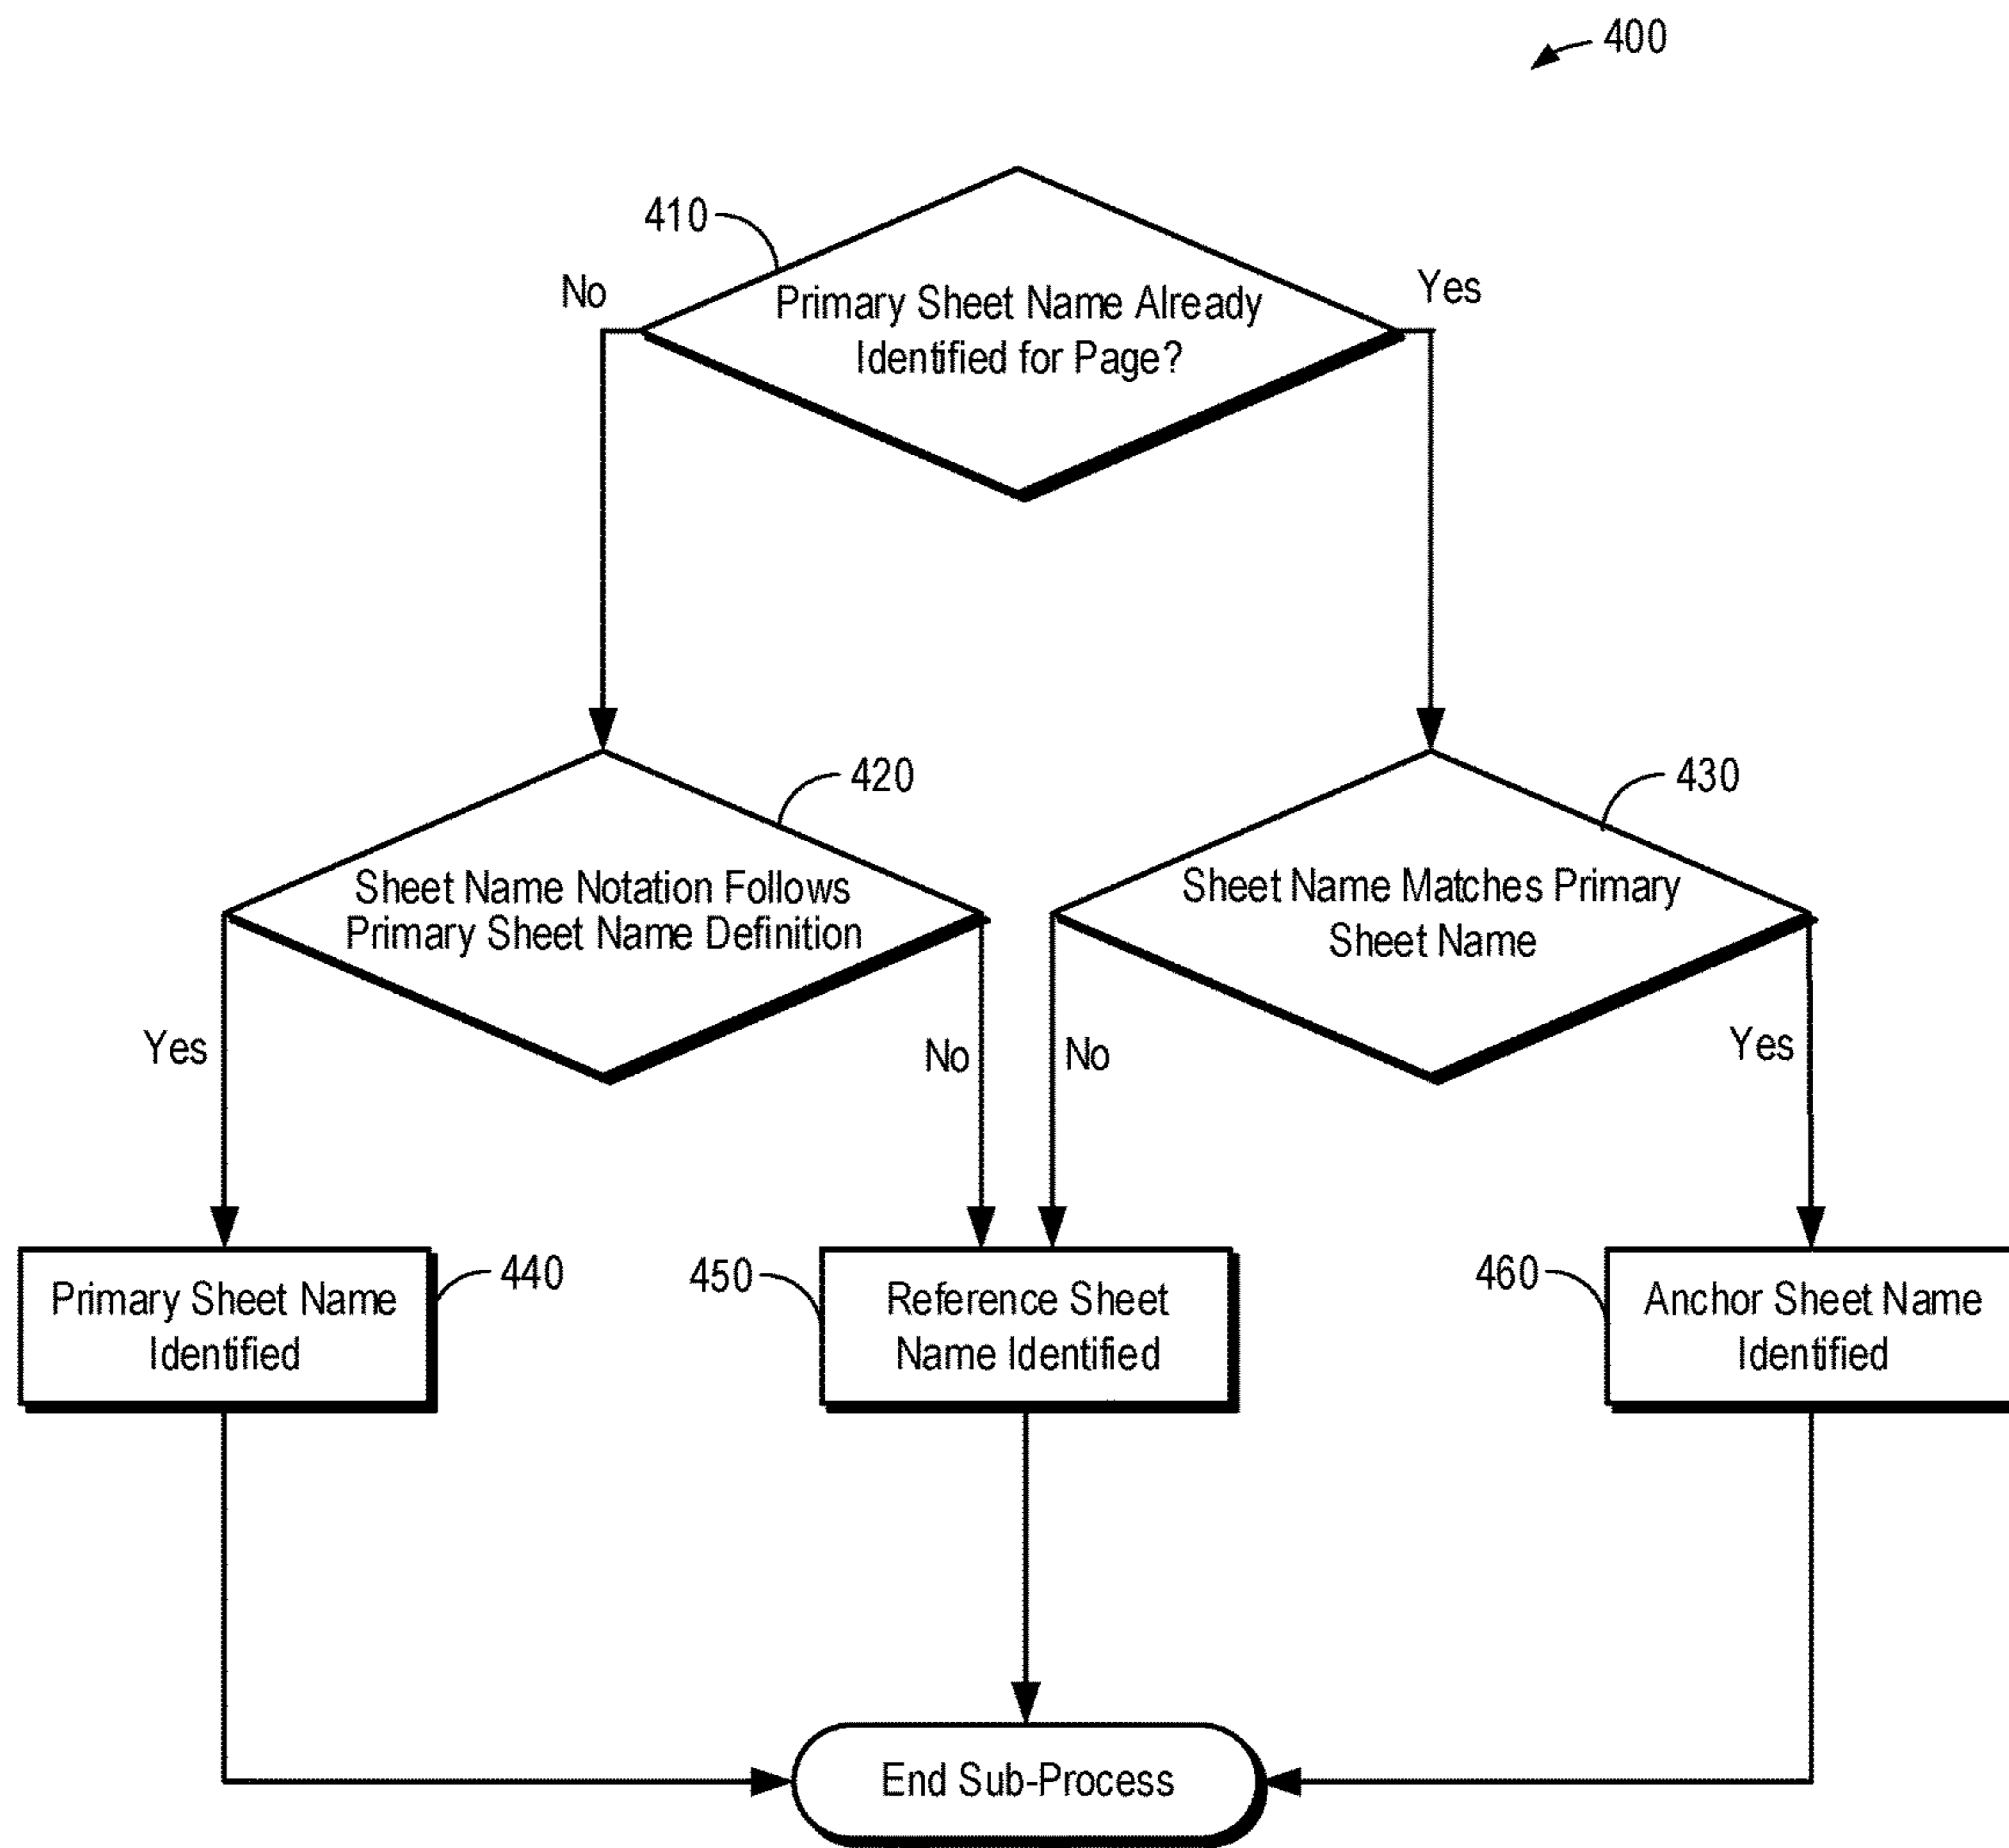 400
410
No
Yes
Primary Sheet Name Already
Identified for Page?
420
430
Sheet Name Notation Follows
Primary Sheet Name Definition
Sheet Name Matches Primary
Sheet Name
Yes
No
No
Yes
Primary Sheet Name
Identified
440
450
Reference Sheet
Name Identified
460
Anchor Sheet Name
Identified
End Sub-Process